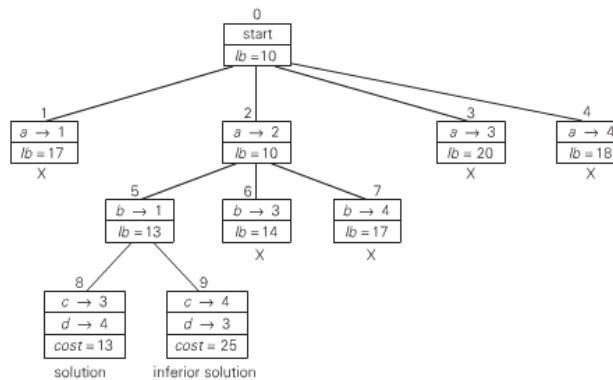 0
start
lb = 10
1
2
3
4
a → 1
a → 2
a → 3
a → 4
lb = 17
lb = 10
lb = 20
lb = 18
X
X
X
5
6
7
b → 1
b → 3
b → 4
lb = 13
lb = 14
lb = 17
X
X
8
9
c → 3
c → 4
d → 4
d → 3
cost = 13
cost = 25
solution
inferior solution